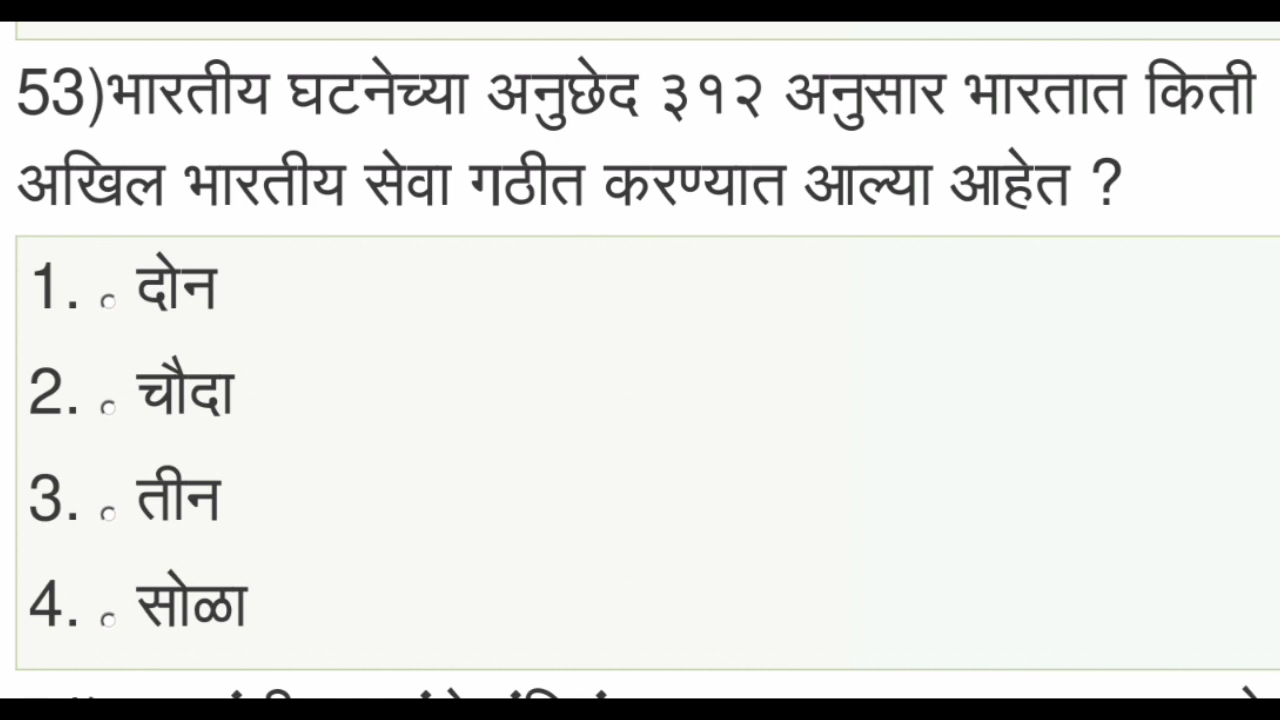 53)भारतीय घटनेच्या अनुछेद ३१२ अनुसार भारतात किती
अखिल भारतीय सेवा गठीत करण्यात आल्या आहेत ?
1. दोन
2. चौदा
3. तीन
4. सोळा